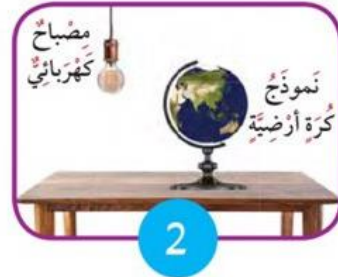 مِصْباحٌ
كَهْرَبائِيٌّ
نَموذَجُ
كُرَةٍ أَرْضِيَّةٍ
2